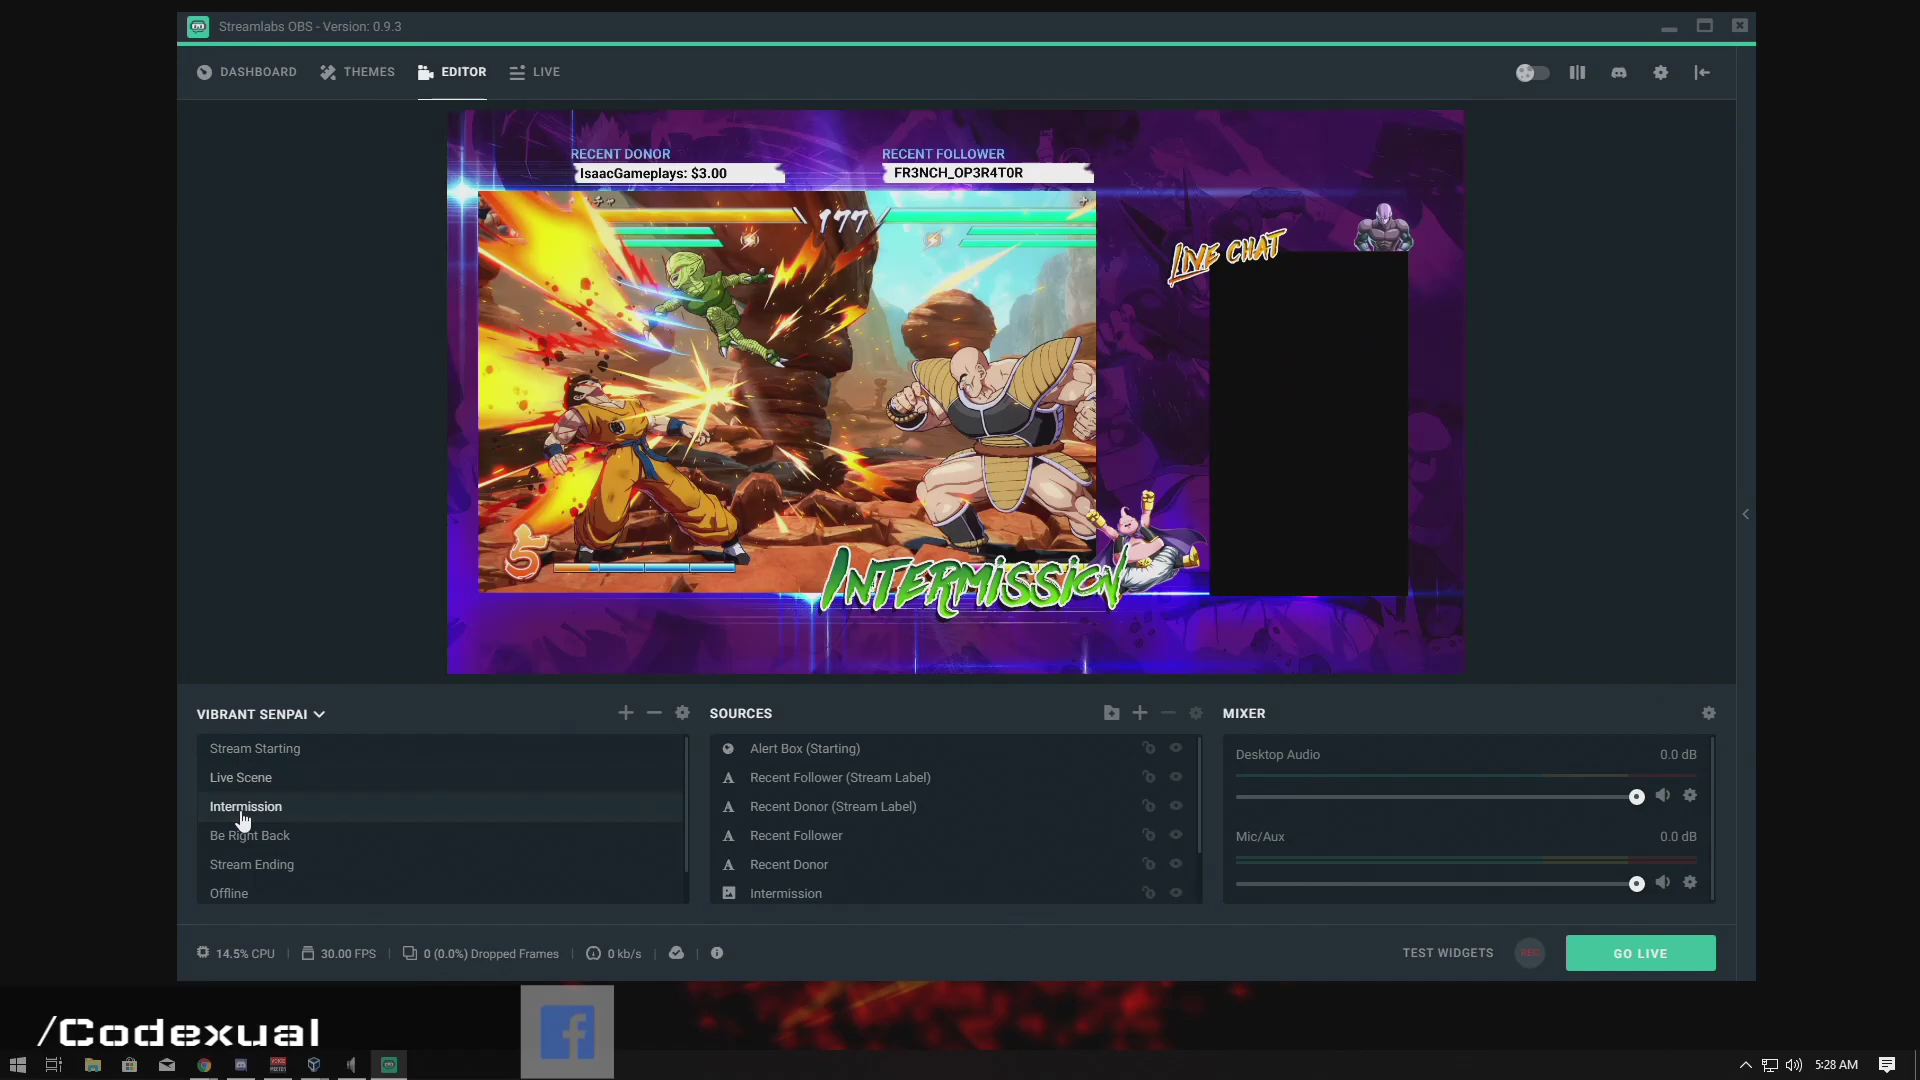 Streamlabs OBS - Version: 0.9.3
DASHBOARD
THEMES
EDITOR
LIVE
RECENT DONOR
IsaacGameplays: $3.00
RECENT FOLLOWER
FR3NCH_OP3R4T0R
177
LIVE CHAT
5
INTERMISSION
VIBRANT SENPAI
Stream Starting
Live Scene
Intermission
Be Right Back
Stream Ending
Offline
SOURCES
Alert Box (Starting)
Recent Follower (Stream Label)
Recent Donor (Stream Label)
Recent Follower
Recent Donor
Intermission
MIXER
Desktop Audio
0.0 dB
Mic/Aux
0.0 dB
14.5% CPU
30.00 FPS
0 (0.0%) Dropped Frames
0 kb/s
TEST WIDGETS
REC
GO LIVE
/Codexual
5:28 AM